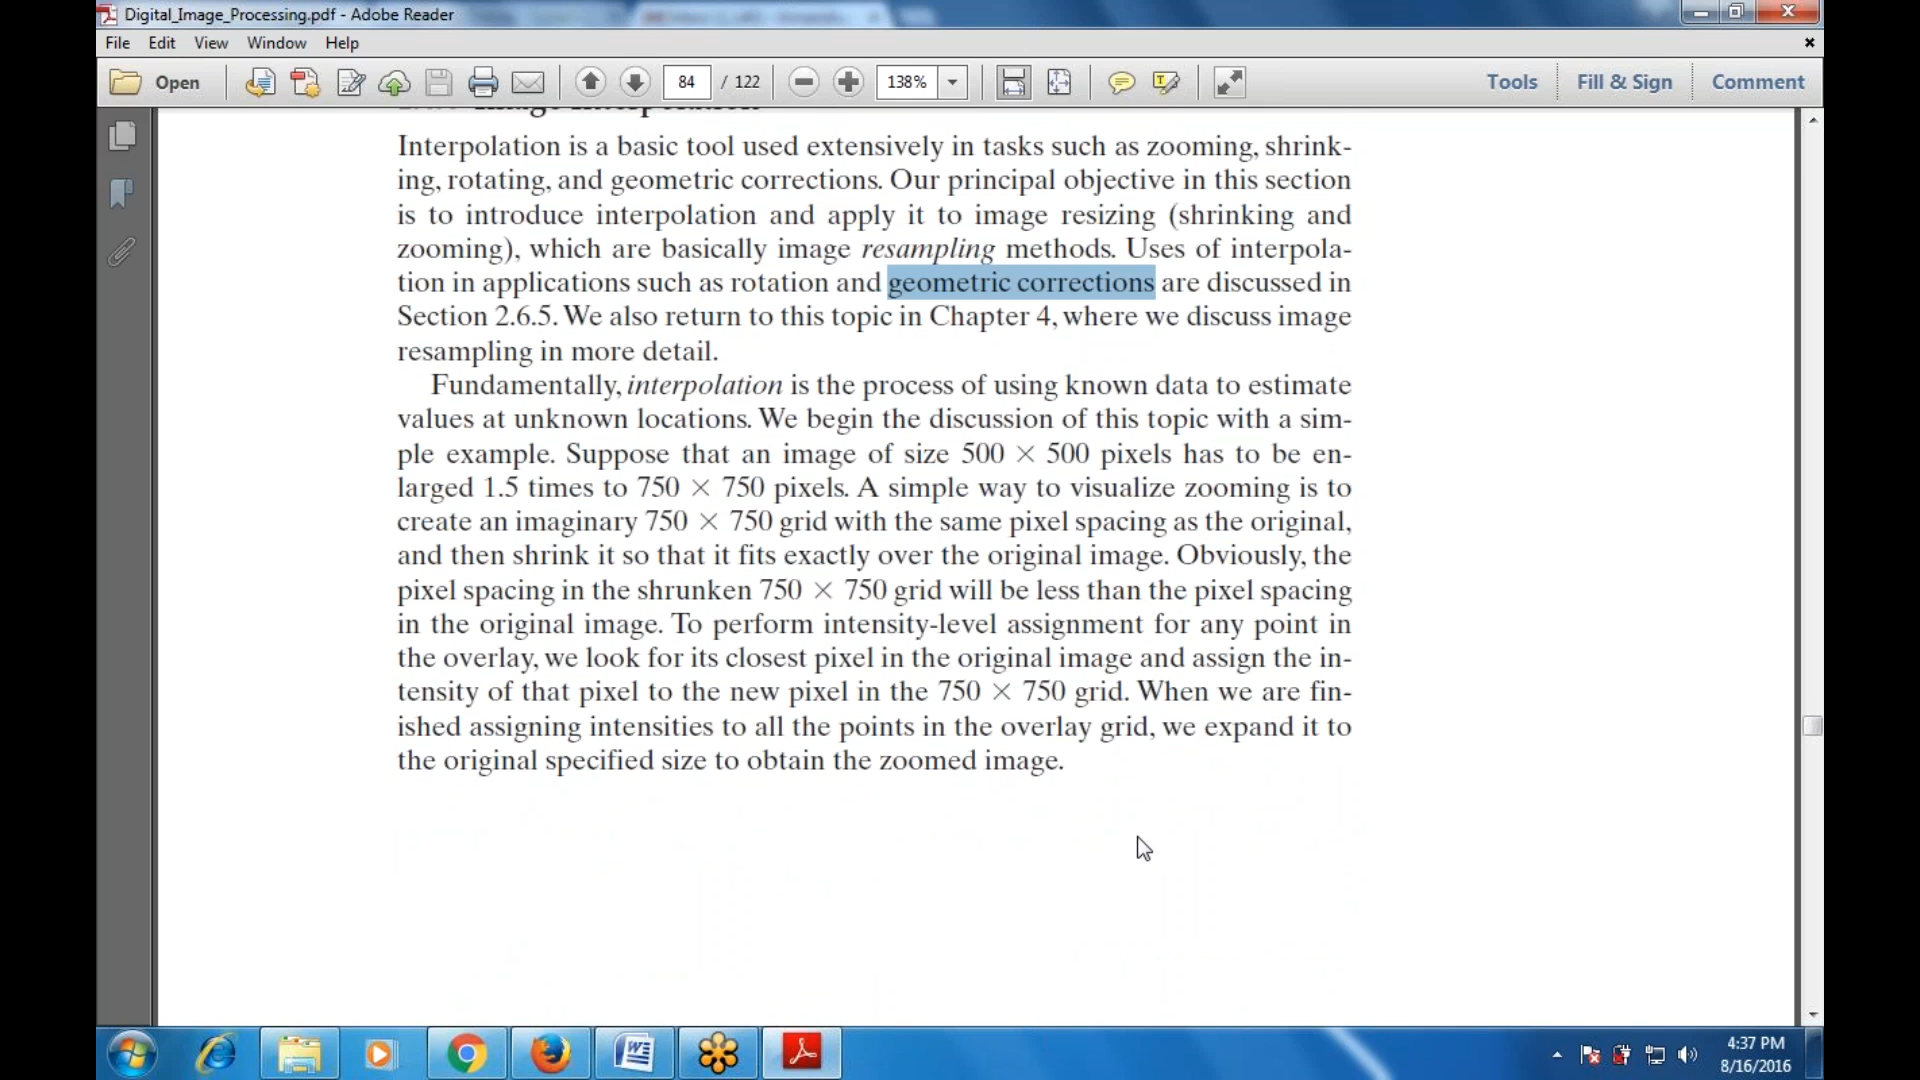 Digital_Image_Processing.pdf - Adobe Reader
File Edit View Window Help
Open 84 / 122 138% Tools Fill & Sign Comment
Interpolation is a basic tool used extensively in tasks such as zooming, shrink-
ing, rotating, and geometric corrections. Our principal objective in this section
is to introduce interpolation and apply it to image resizing (shrinking and
zooming), which are basically image resampling methods. Uses of interpola-
tion in applications such as rotation and geometric corrections are discussed in
Section 2.6.5. We also return to this topic in Chapter 4, where we discuss image
resampling in more detail.
Fundamentally, interpolation is the process of using known data to estimate
values at unknown locations. We begin the discussion of this topic with a sim-
ple example. Suppose that an image of size 500 × 500 pixels has to be en-
larged 1.5 times to 750 × 750 pixels. A simple way to visualize zooming is to
create an imaginary 750 × 750 grid with the same pixel spacing as the original,
and then shrink it so that it fits exactly over the original image. Obviously, the
pixel spacing in the shrunken 750 × 750 grid will be less than the pixel spacing
in the original image. To perform intensity-level assignment for any point in
the overlay, we look for its closest pixel in the original image and assign the in-
tensity of that pixel to the new pixel in the 750 × 750 grid. When we are fin-
ished assigning intensities to all the points in the overlay grid, we expand it to
the original specified size to obtain the zoomed image.
4:37 PM
8/16/2016